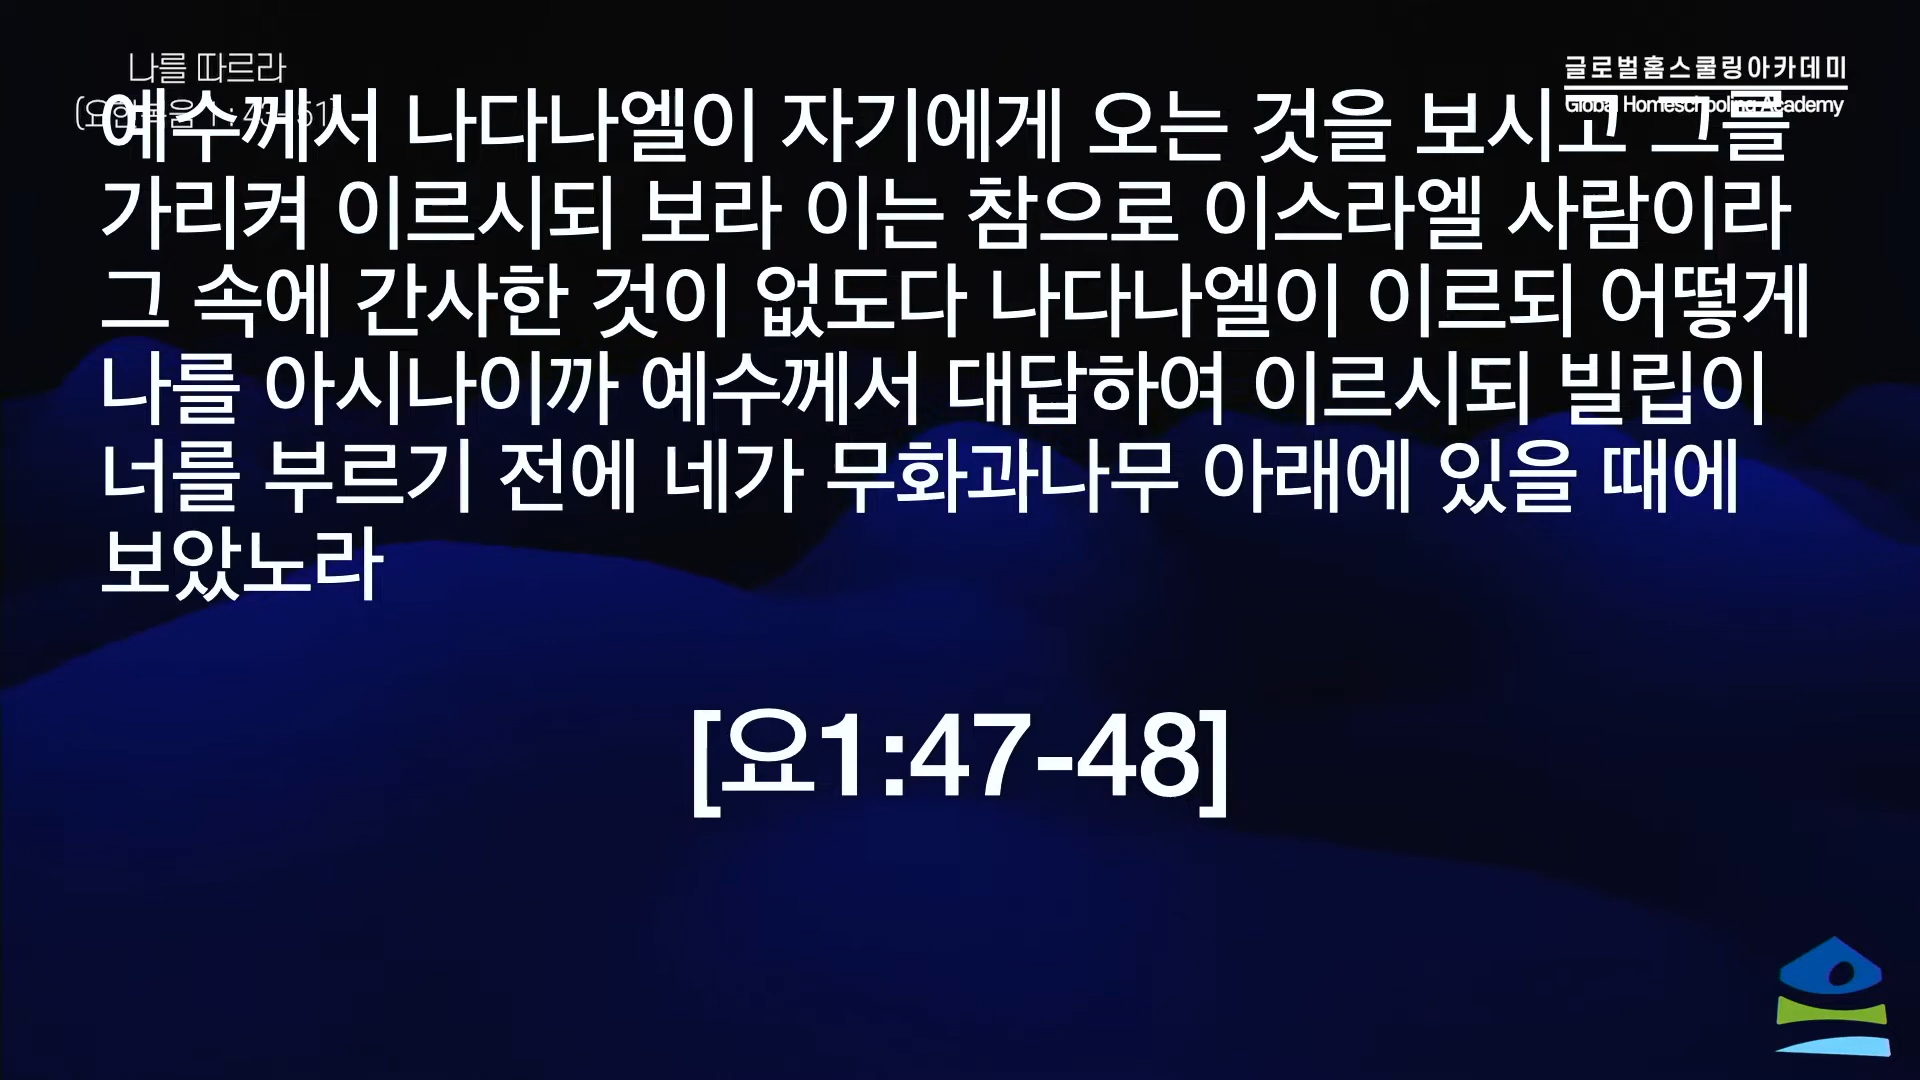 나를 따르라
글로벌홈스쿨링아카데미
Global Homeschooling Academy
예수께서 나다나엘이 자기에게 오는 것을 보시고 그를
가리켜 이르시되 보라 이는 참으로 이스라엘 사람이라
그 속에 간사한 것이 없도다 나다나엘이 이르되 어떻게
나를 아시나이까 예수께서 대답하여 이르시되 빌립이
너를 부르기 전에 네가 무화과나무 아래에 있을 때에
보았노라
[요1:47-48]